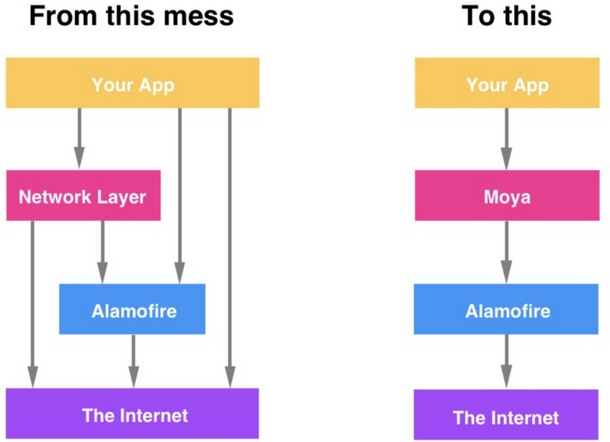 From this mess
To this
Your App
Network Layer
Alamofire
The Internet
Your App
Moya
Alamofire
The Internet